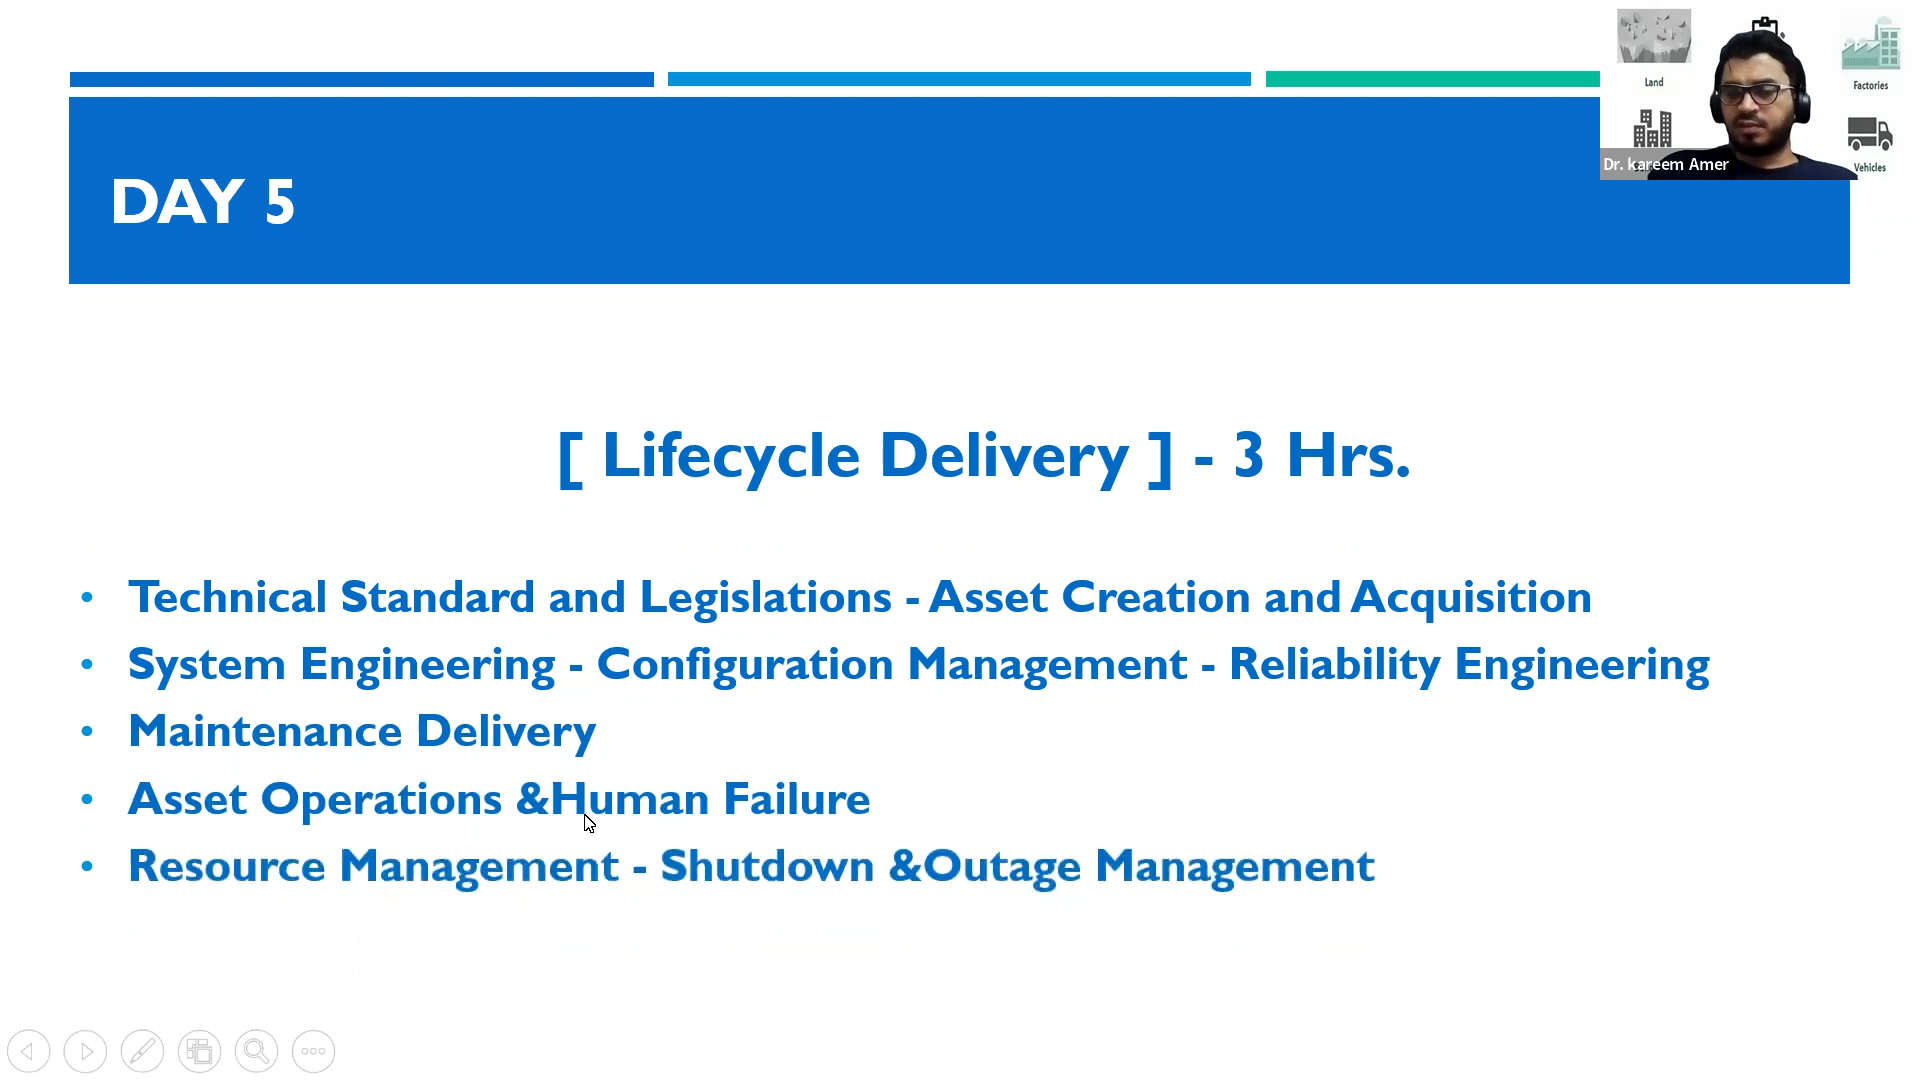 Land
Factories
Dr. kareem Amer
Vehicles
DAY 5
[ Lifecycle Delivery ] - 3 Hrs.
• Technical Standard and Legislations - Asset Creation and Acquisition
• System Engineering - Configuration Management - Reliability Engineering
• Maintenance Delivery
• Asset Operations &Human Failure
• Resource Management - Shutdown &Outage Management